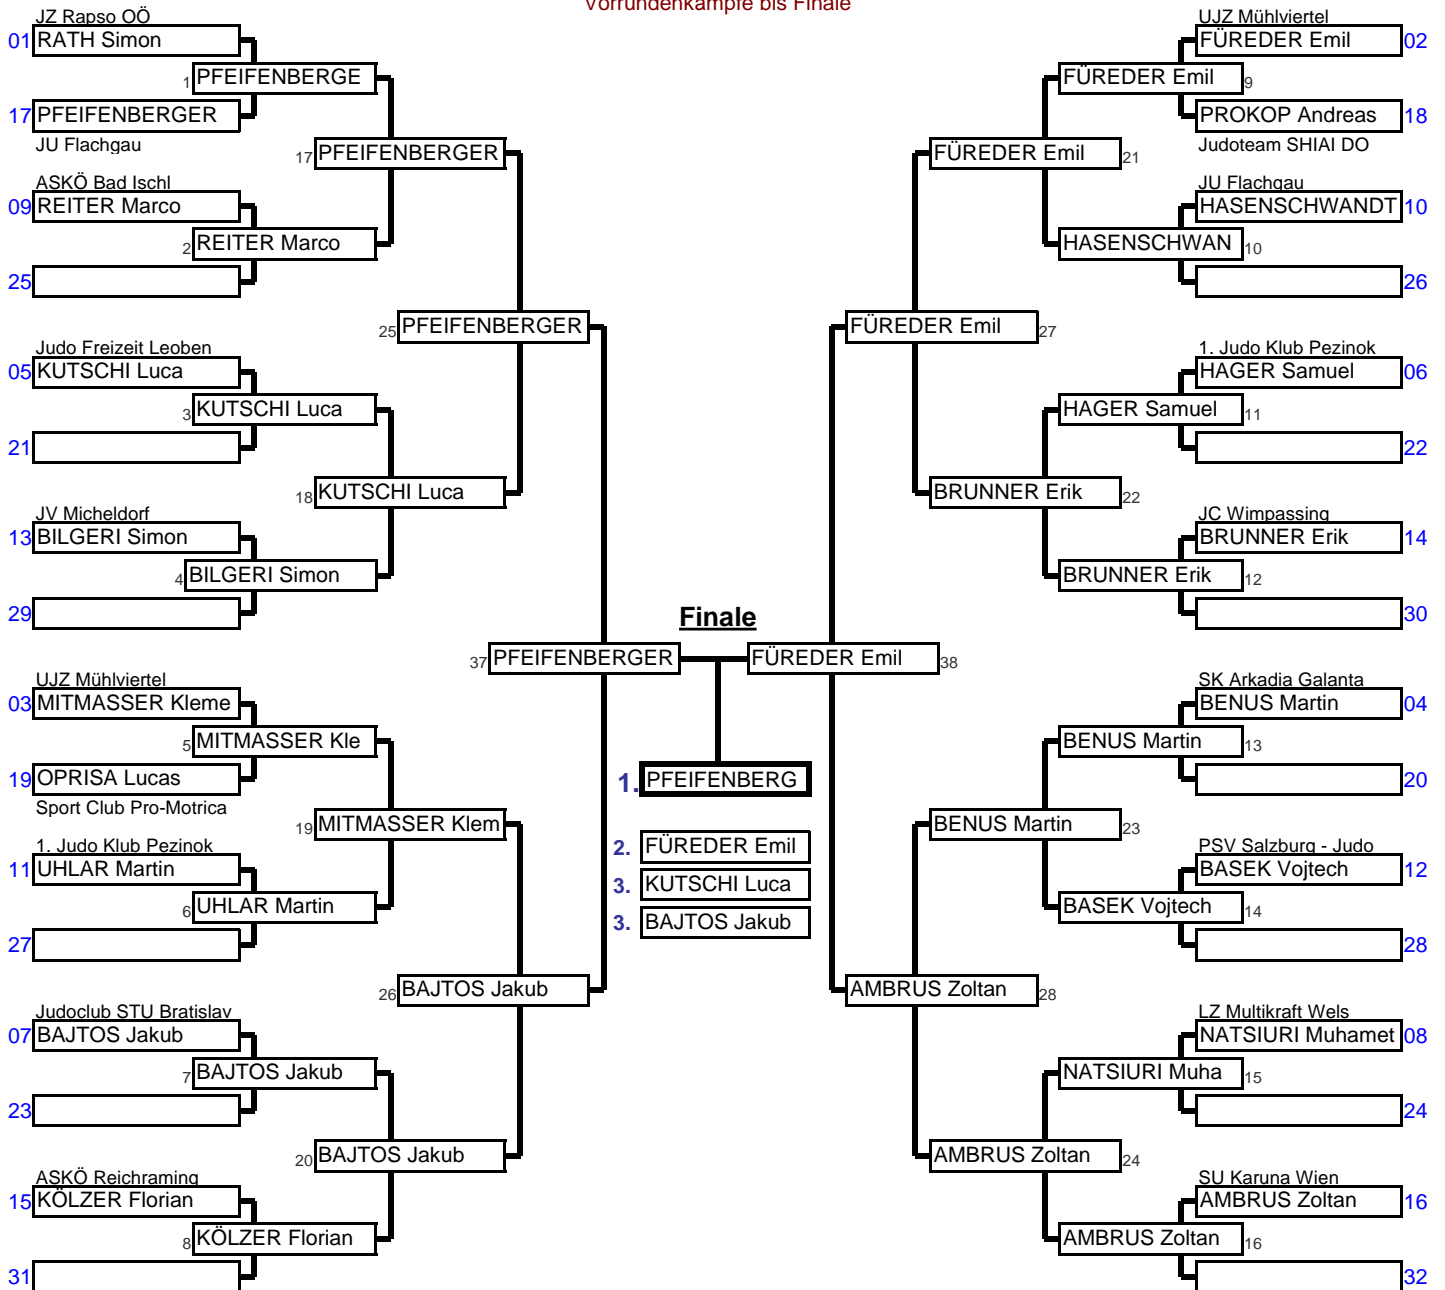 Vorrundenkämpfe bis Finale
JZ Rapso OÖ
01 RATH Simon
1 PFEIFENBERGE
17 PFEIFENBERGER
JU Flachgau
17 PFEIFENBERGER
ASKÖ Bad Ischl
09 REITER Marco
2 REITER Marco
25
25 PFEIFENBERGER
Judo Freizeit Leoben
05 KUTSCHI Luca
3 KUTSCHI Luca
21
18 KUTSCHI Luca
JV Micheldorf
13 BILGERI Simon
4 BILGERI Simon
29
37 PFEIFENBERGER
UJZ Mühlviertel
03 MITMASSER Kleme
5 MITMASSER Kle
19 OPRISA Lucas
Sport Club Pro-Motrica
19 MITMASSER Klem
1. Judo Klub Pezinok
11 UHLAR Martin
6 UHLAR Martin
27
26 BAJTOS Jakub
Judoclub STU Bratislav
07 BAJTOS Jakub
7 BAJTOS Jakub
23
20 BAJTOS Jakub
ASKÖ Reichraming
15 KÖLZER Florian
8 KÖLZER Florian
31
Finale
1. PFEIFENBERG
2. FÜREDER Emil
3. KUTSCHI Luca
3. BAJTOS Jakub
UJZ Mühlviertel
FÜREDER Emil 02
FÜREDER Emil 9
PROKOP Andreas 18
Judoteam SHIAI DO
FÜREDER Emil 21
JU Flachgau
HASENSCHWANDT 10
HASENSCHWAN 10
26
FÜREDER Emil 27
1. Judo Klub Pezinok
HAGER Samuel 06
HAGER Samuel 11
22
BRUNNER Erik 22
JC Wimpassing
BRUNNER Erik 14
BRUNNER Erik 12
30
FÜREDER Emil 38
SK Arkadia Galanta
BENUS Martin 04
BENUS Martin 13
20
BENUS Martin 23
PSV Salzburg - Judo
BASEK Vojtech 12
BASEK Vojtech 14
28
AMBRUS Zoltan 28
LZ Multikraft Wels
NATSIURI Muhamet 08
NATSIURI Muha 15
24
AMBRUS Zoltan 24
SU Karuna Wien
AMBRUS Zoltan 16
AMBRUS Zoltan 16
32